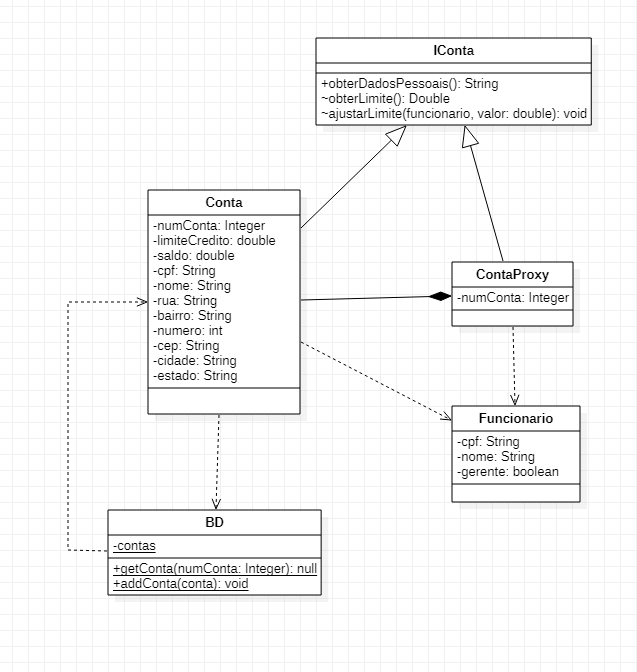 IConta
+obterDadosPessoais(): String
~obterLimite(): Double
~ajustarLimite(funcionario, valor: double): void
Conta
-numConta: Integer
-limiteCredito: double
-saldo: double
-cpf: String
-nome: String
-rua: String
-bairro: String
-numero: int
-cep: String
-cidade: String
-estado: String
ContaProxy
-numConta: Integer
Funcionario
-cpf: String
-nome: String
-gerente: boolean
BD
-contas
+getConta(numConta: Integer): null
+addConta(conta): void